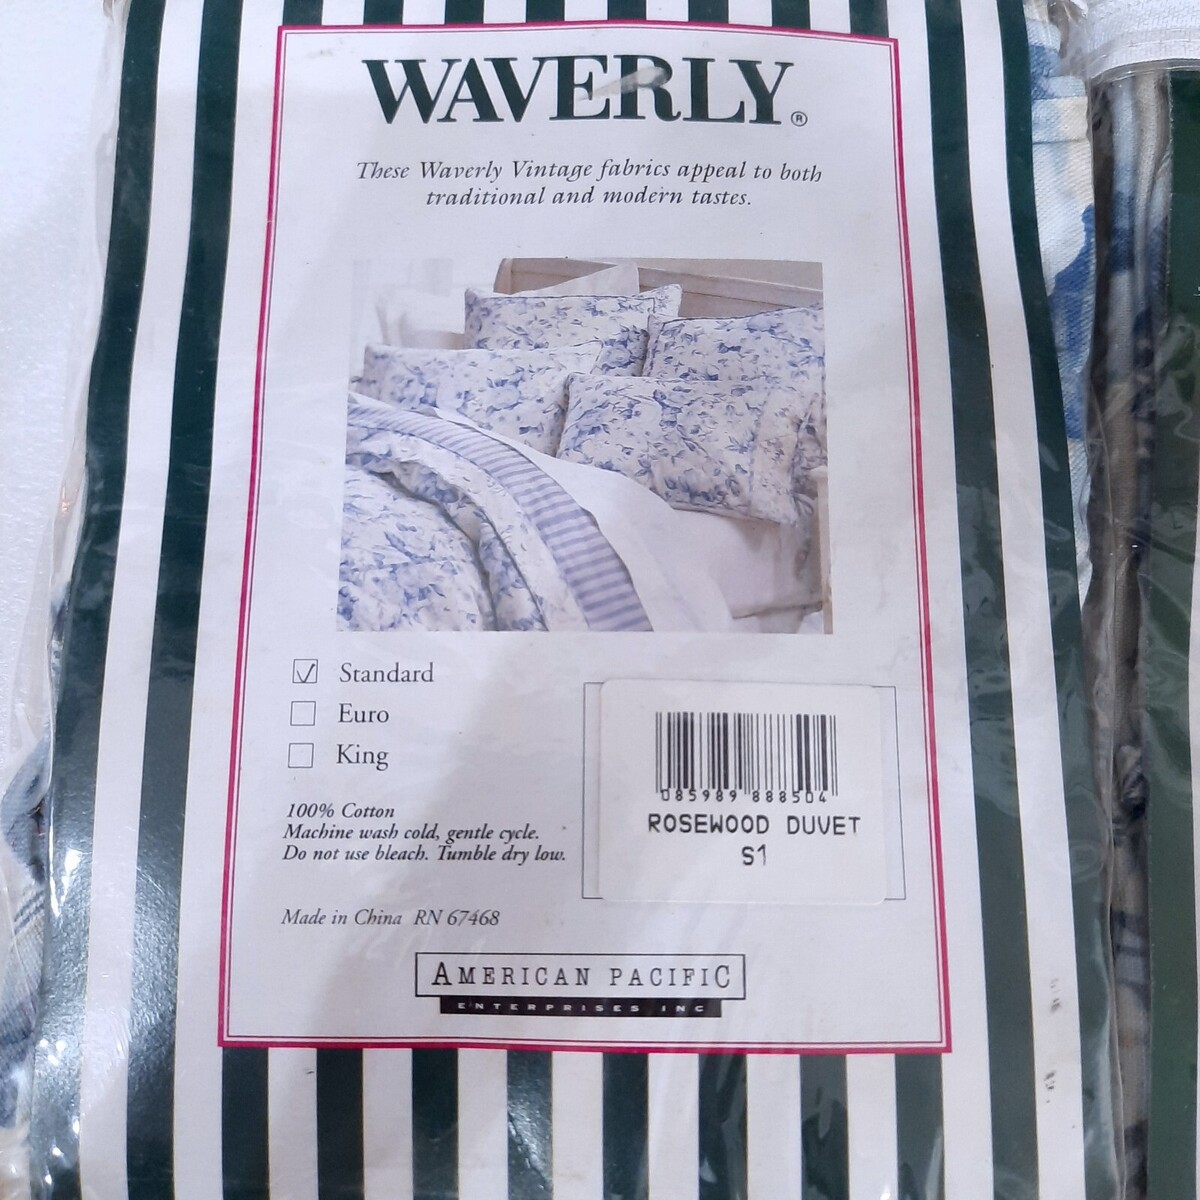 WAVERLY®
These Waverly Vintage fabrics appeal to both
traditional and modern tastes.
Standard
Euro
King
100% Cotton
Machine wash cold, gentle cycle.
Do not use bleach. Tumble dry low.
085989 888504
ROSEWOOD DUVET
S1
Made in China RN 67468
AMERICAN PACIFIC
ENTERPRISES INC